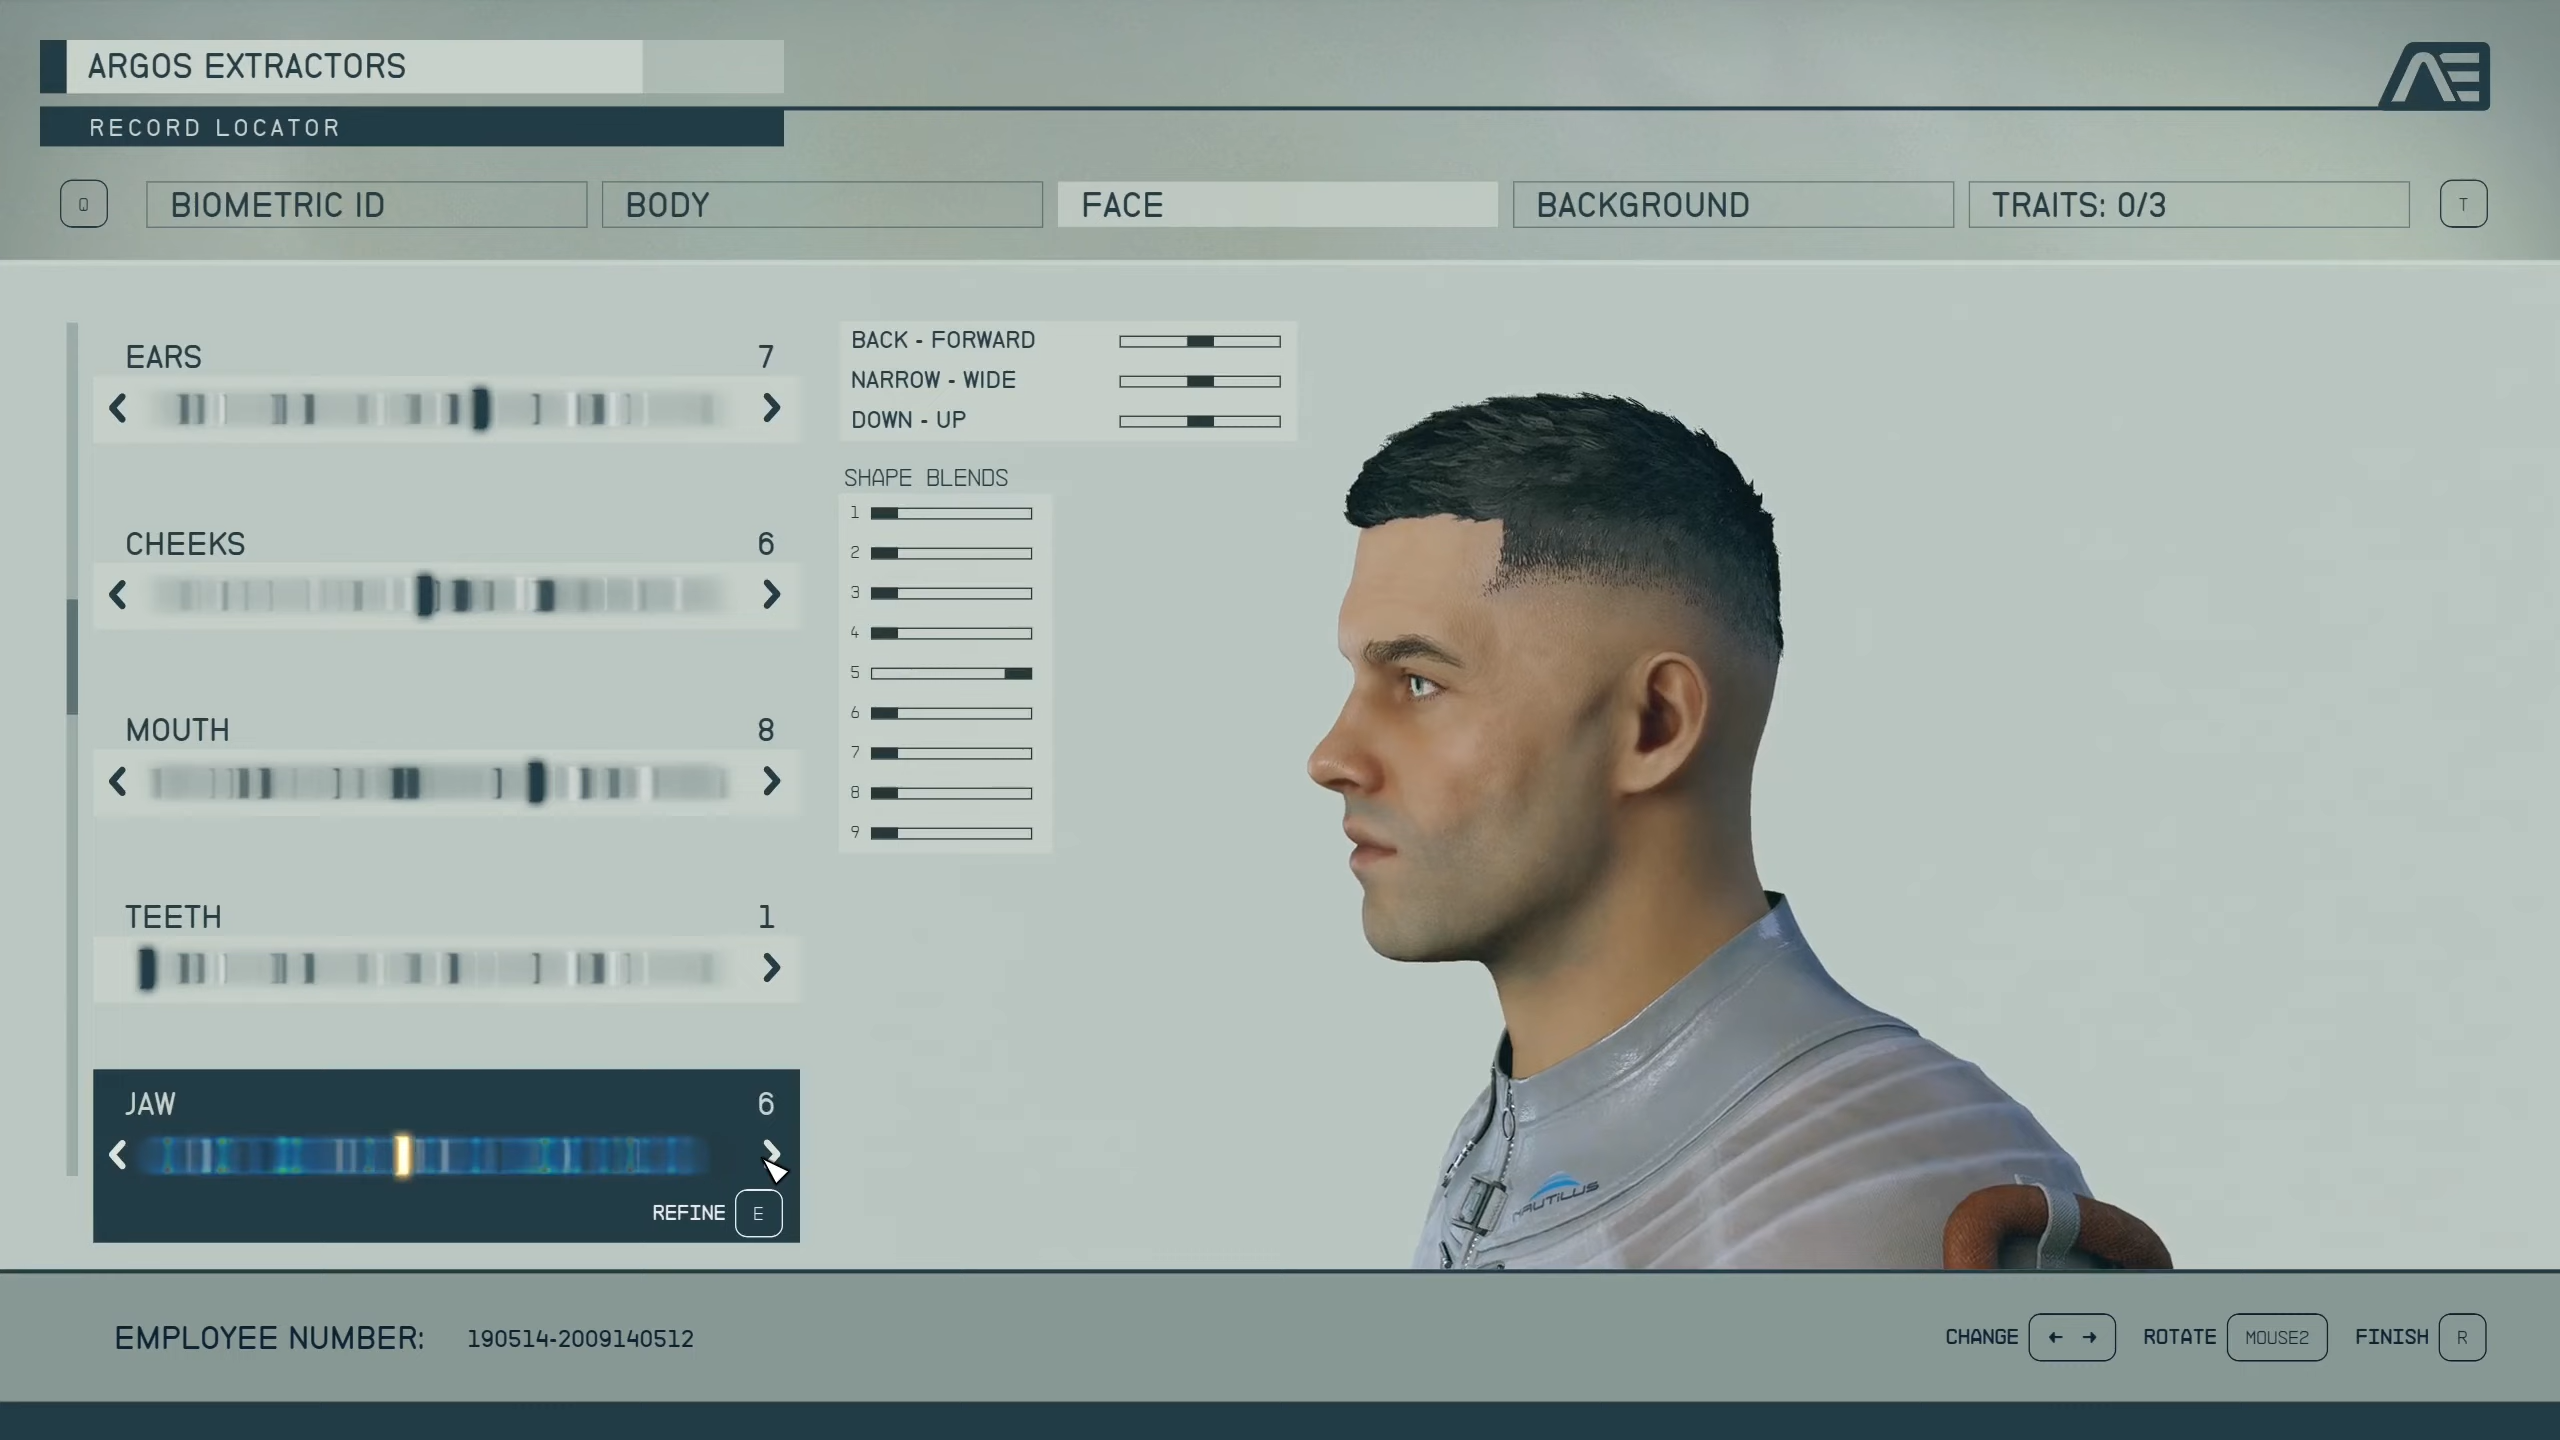 ARGOS EXTRACTORS
AE
RECORD LOCATOR
Q
BIOMETRIC ID
BODY
FACE
BACKGROUND
TRAITS: 0/3
T
EARS 7
CHEEKS 6
MOUTH 8
TEETH 1
JAW 6
REFINE E
BACK - FORWARD
NARROW - WIDE
DOWN - UP
SHAPE BLENDS
1
2
3
4
5
6
7
8
9
NAUTILUS
EMPLOYEE NUMBER: 190514-2009140512
CHANGE ← →
ROTATE MOUSE2
FINISH R